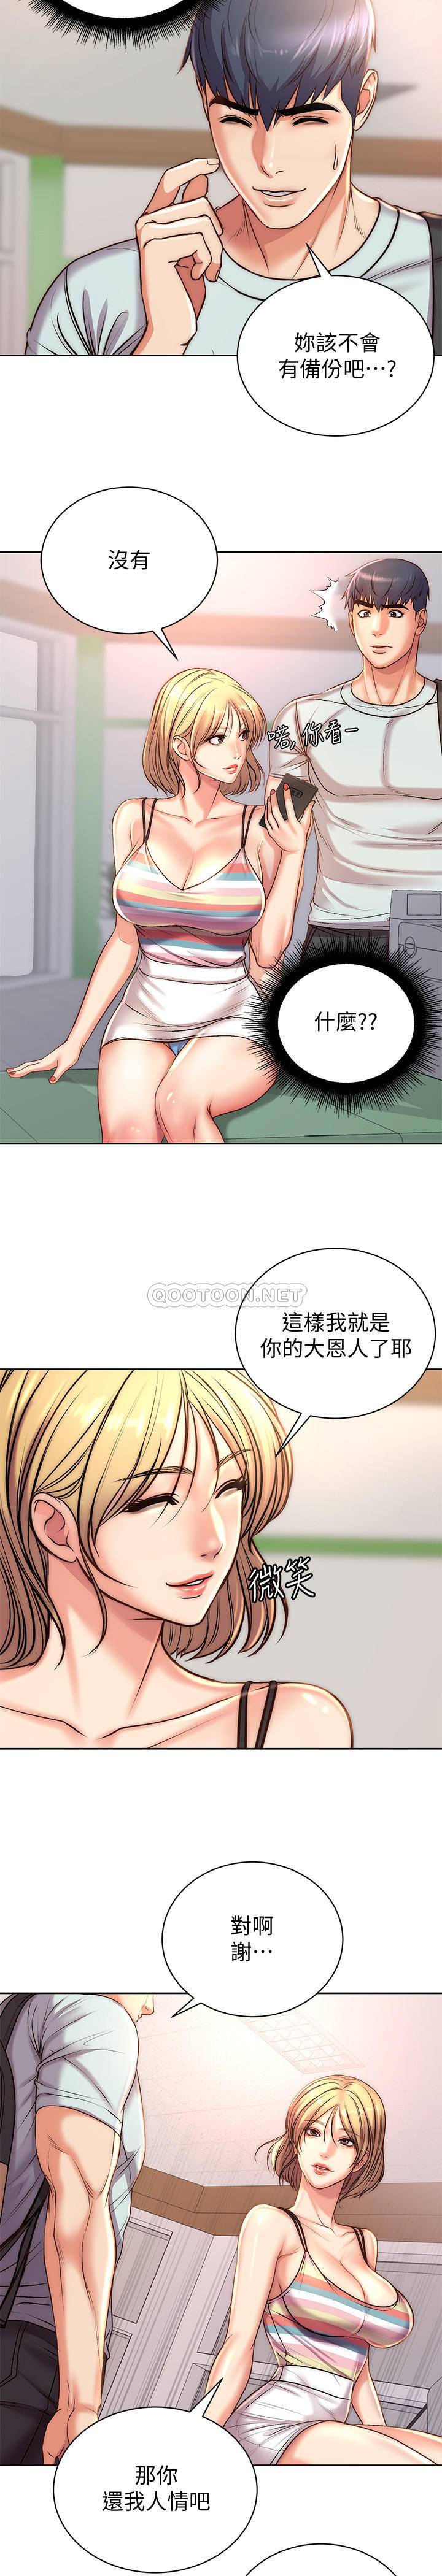 妳該不會
有備份吧…?
沒有
喏,你看~
什麼??
QOOTOON.NET
這樣我就是
你的大恩人了耶
微笑
對啊
謝…
那你
還我人情吧